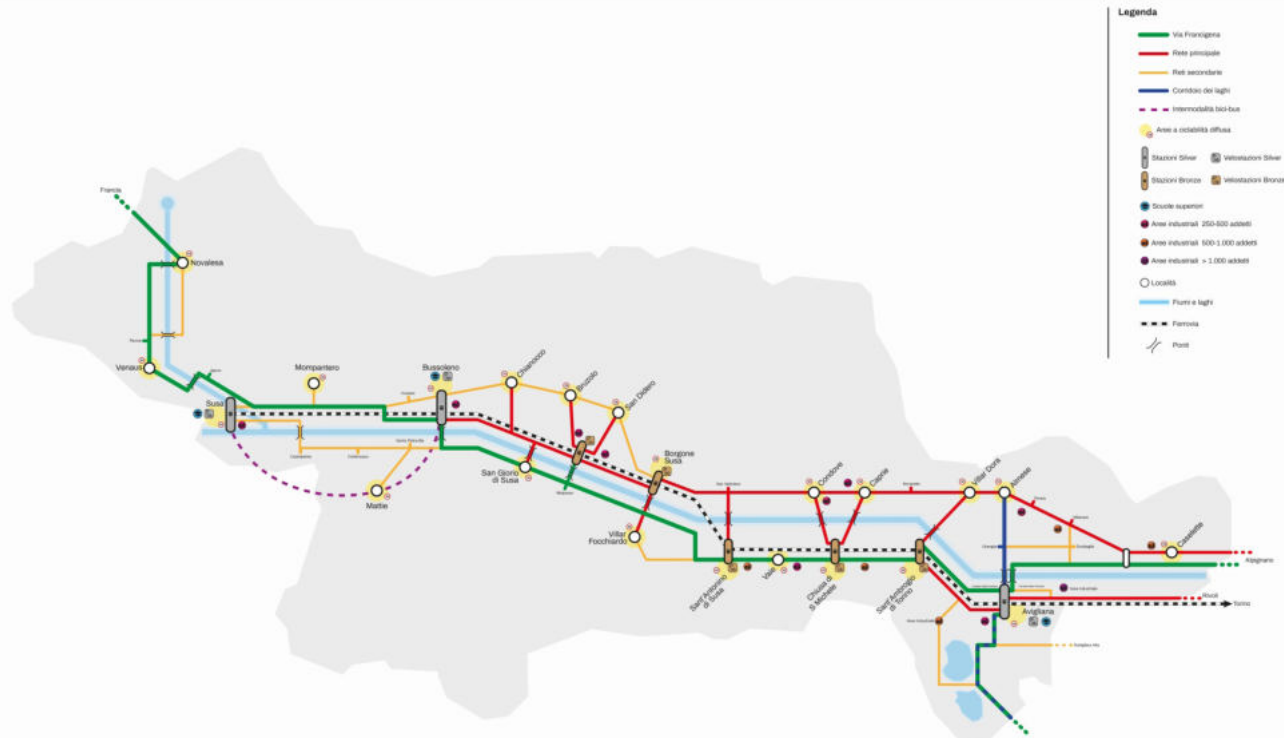 Legenda
Via Francigena
Rete principale
Reti secondarie
Corridoio dei laghi
Intermodalità bici-bus
Aree a ciclabilità diffusa
Stazioni Silver
Velostazioni Silver
Stazioni Bronze
Velostazioni Bronze
Scuole superiori
Aree industriali 250-500 addetti
Aree industriali 500-1.000 addetti
Aree industriali > 1.000 addetti
Località
Fiumi e laghi
Ferrovia
Ponti
Francia
Novalesa
Venaus
Mompantero
Susa
Bussoleno
Mattie
Chianocco
Bruzolo
San Didero
San Giorio
di Susa
Borgone
Susa
Villar
Focchiardo
Condove
Caprie
Villar Dora
Almese
Caselette
Alpignano
Sant'Antonino
di Susa
Vaie
Chiusa di
S Michele
Sant'Ambrogio
di Torino
Rivoli
Torino
Avigliana